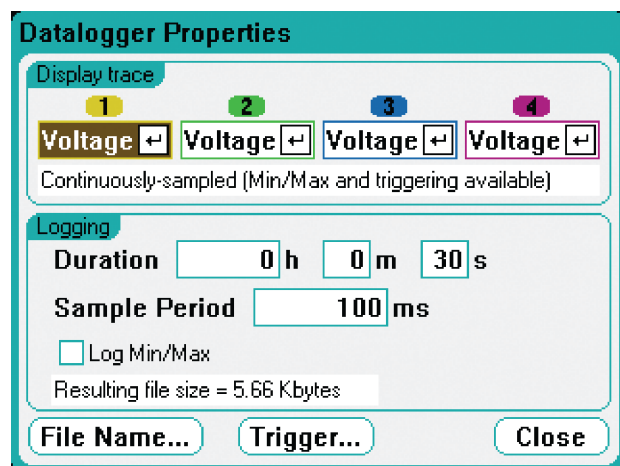 Datalogger Properties
Display trace
1 2 3 4
Voltage Voltage Voltage Voltage
Continuously-sampled (Min/Max and triggering available)
Logging
Duration 0 h 0 m 30 s
Sample Period 100 ms
Log Min/Max
Resulting file size = 5.66 Kbytes
File Name... Trigger... Close